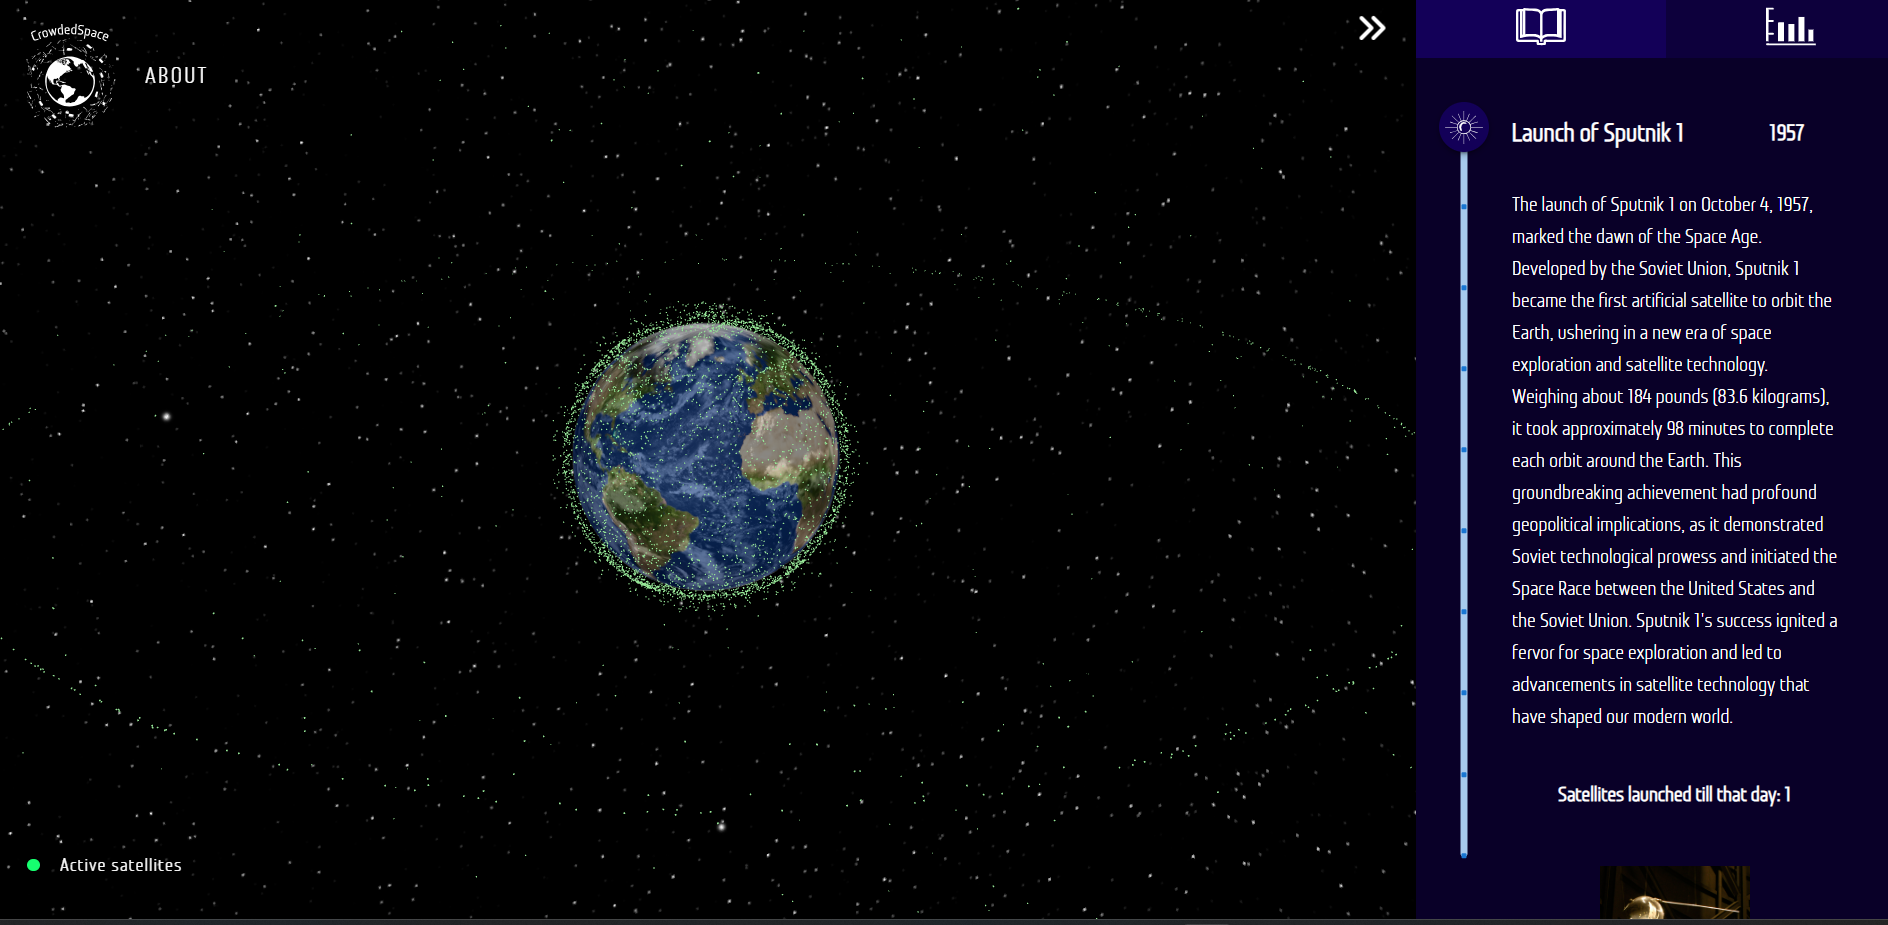 CrowdedSpace
ABOUT
Launch of Sputnik 1 1957
The launch of Sputnik 1 on October 4, 1957,
marked the dawn of the Space Age.
Developed by the Soviet Union, Sputnik 1
became the first artificial satellite to orbit the
Earth, ushering in a new era of space
exploration and satellite technology.
Weighing about 184 pounds (83.6 kilograms),
it took approximately 98 minutes to complete
each orbit around the Earth. This
groundbreaking achievement had profound
geopolitical implications, as it demonstrated
Soviet technological prowess and initiated the
Space Race between the United States and
the Soviet Union. Sputnik 1's success ignited a
fervor for space exploration and led to
advancements in satellite technology that
have shaped our modern world.
Satellites launched till that day: 1
Active satellites